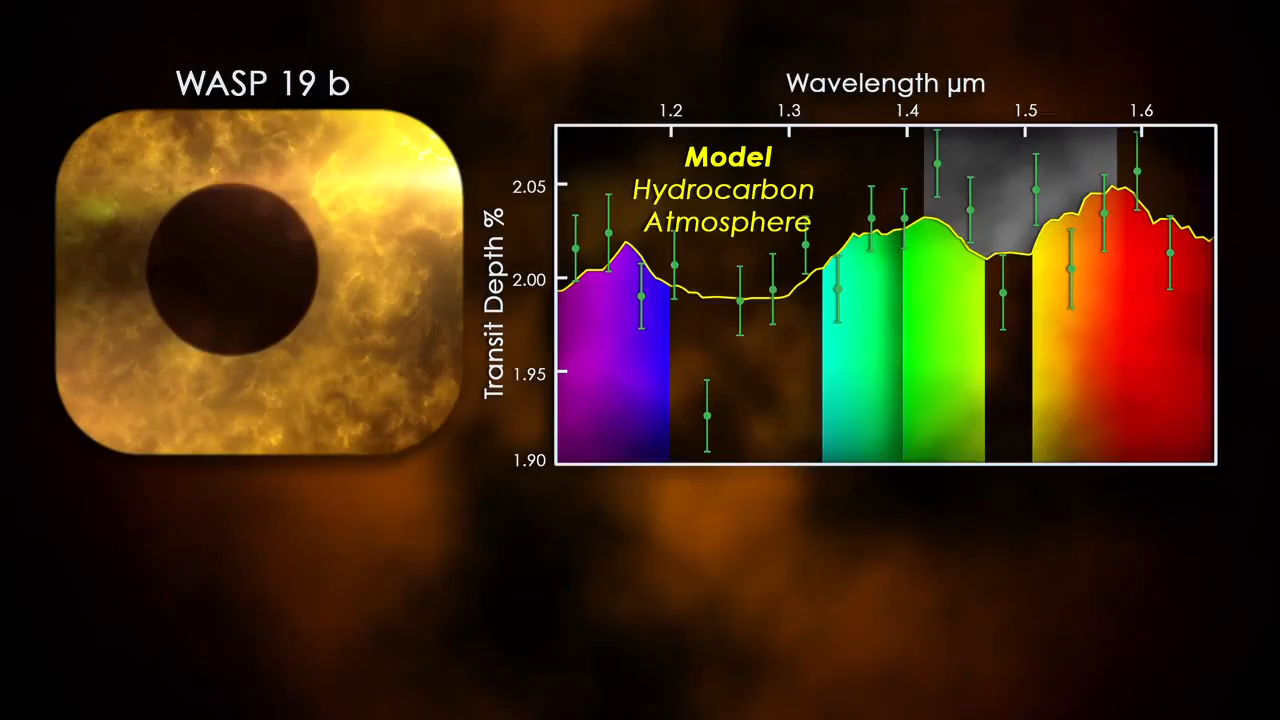 WASP 19 b
Wavelength µm
1.2 1.3 1.4 1.5 1.6
Model
Hydrocarbon
Atmosphere
Transit Depth %
2.05
2.00
1.95
1.90